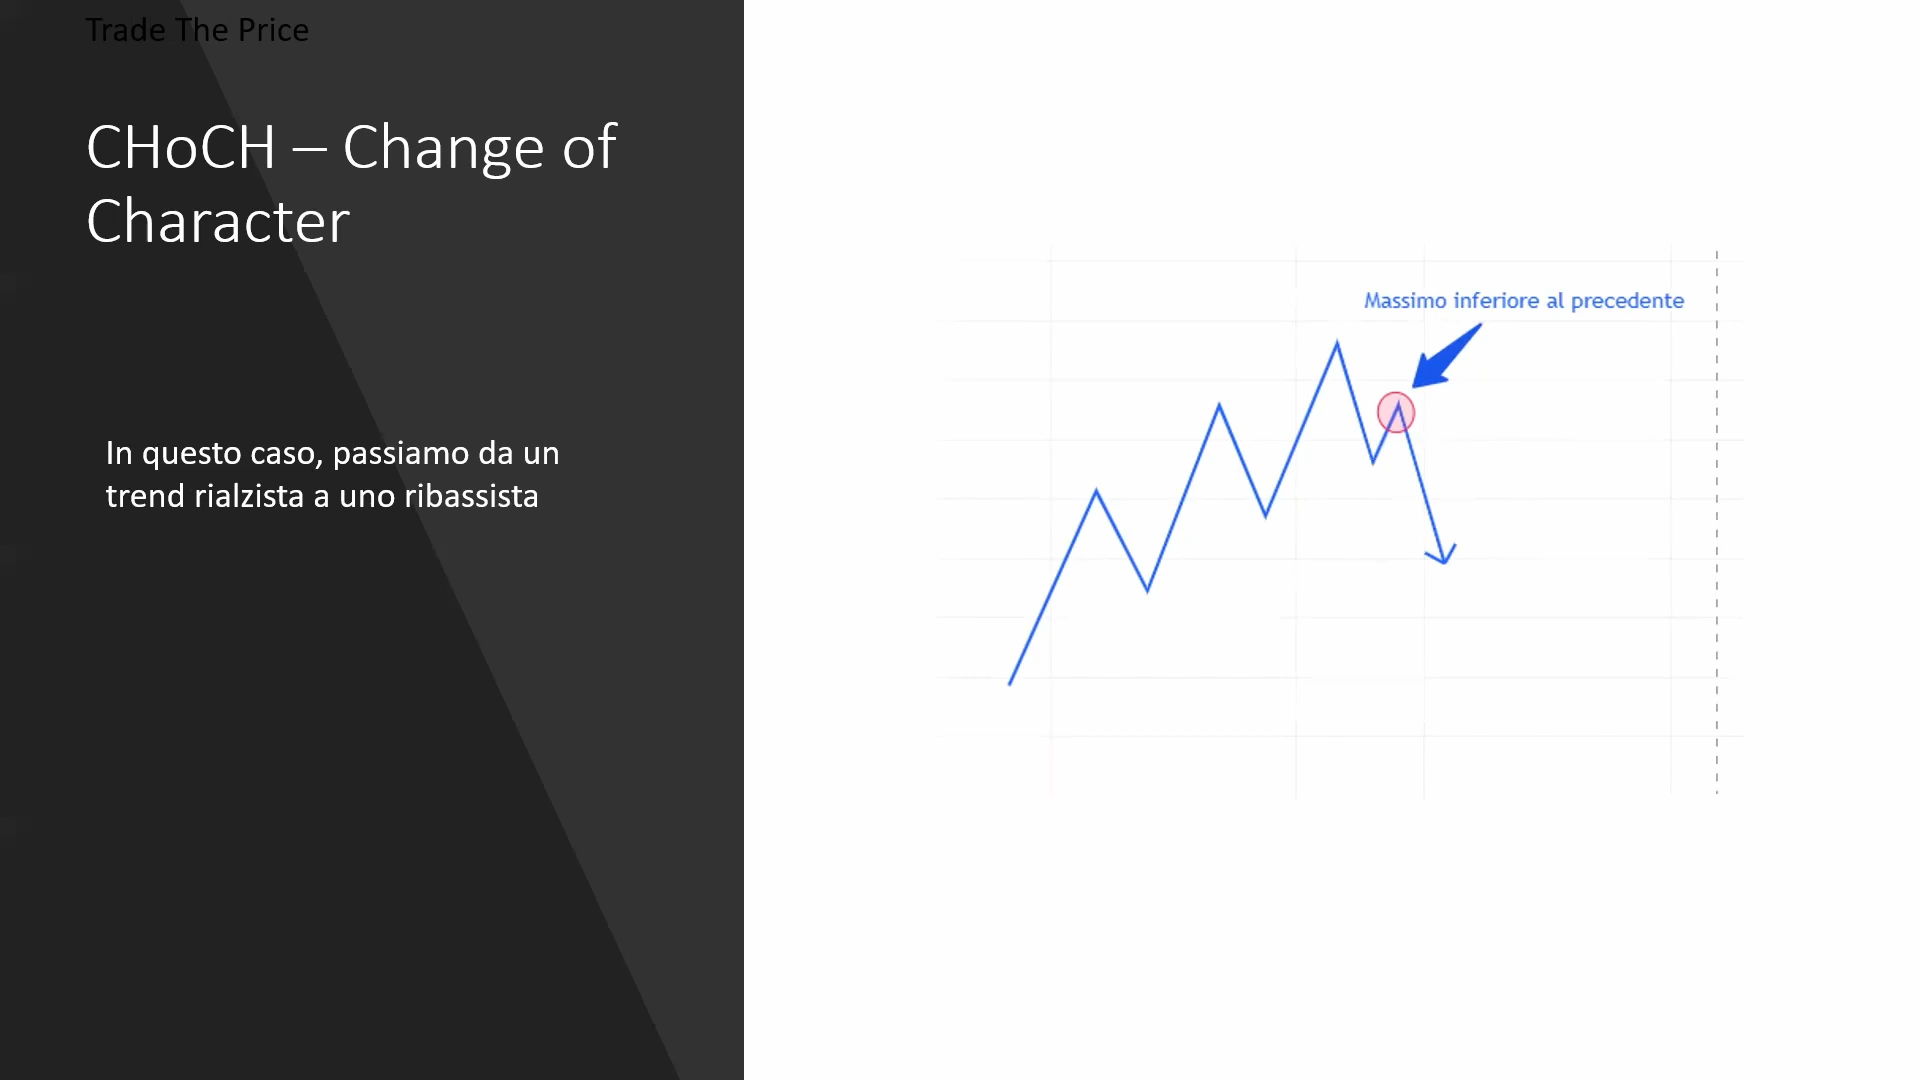 Trade The Price
CHoCH – Change of
Character
In questo caso, passiamo da un
trend rialzista a uno ribassista
Massimo inferiore al precedente